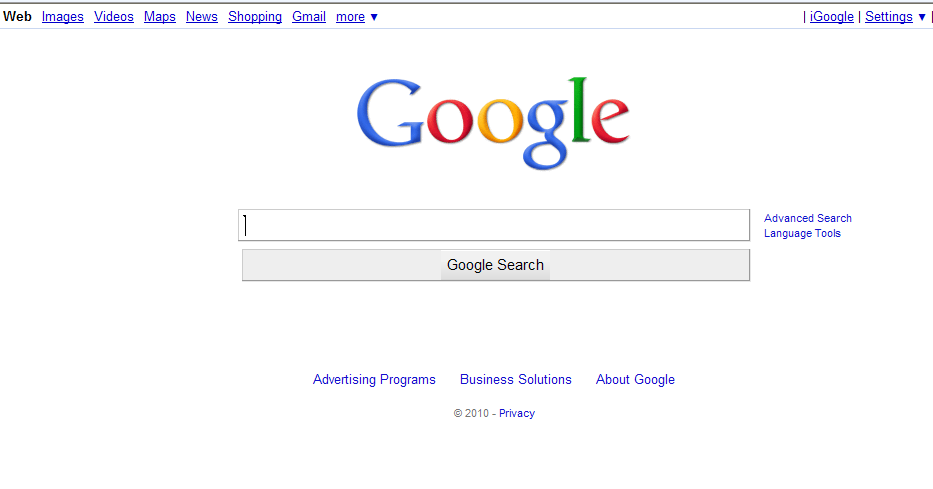 Web Images Videos Maps News Shopping Gmail more ▼ | iGoogle | Settings ▼ |
Google
Advanced Search
Language Tools
Google Search
Advertising Programs Business Solutions About Google
© 2010 - Privacy